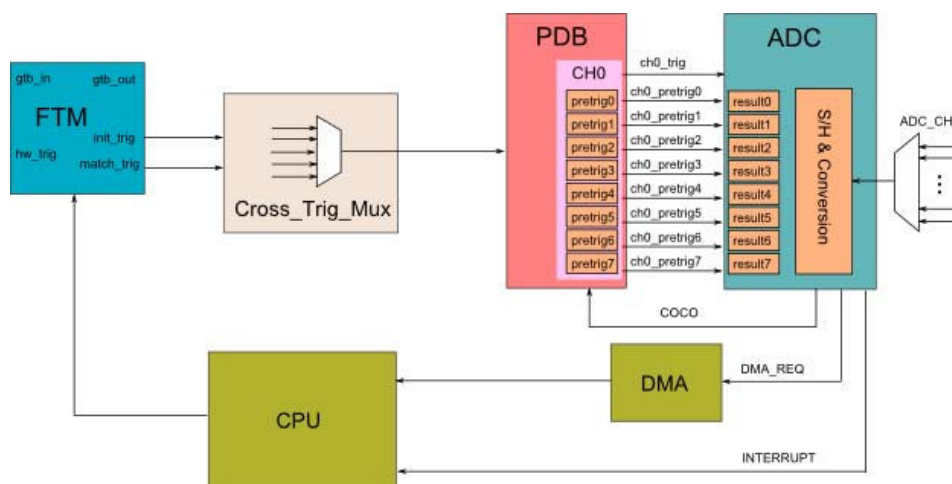 PDB
ADC
gtb_in
gtb_out
FTM
init_trig
hw_trig
match_trig
Cross_Trig_Mux
CH0
ch0_trig
pretrig0
ch0_pretrig0
result0
pretrig1
ch0_pretrig1
result1
pretrig2
ch0_pretrig2
result2
pretrig3
ch0_pretrig3
result3
pretrig4
ch0_pretrig4
result4
pretrig5
ch0_pretrig5
result5
pretrig6
ch0_pretrig6
result6
pretrig7
ch0_pretrig7
result7
S/H & Conversion
ADC_CH
COCO
DMA_REQ
DMA
CPU
INTERRUPT